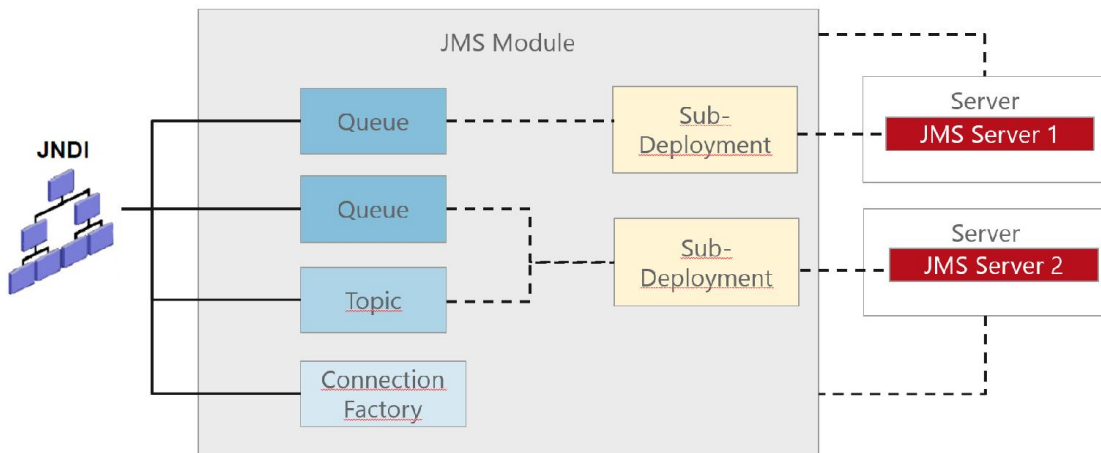 JMS Module
JNDI
Queue
Sub-
Deployment
Server
JMS Server 1
Queue
Sub-
Deployment
Server
JMS Server 2
Topic
Connection
Factory